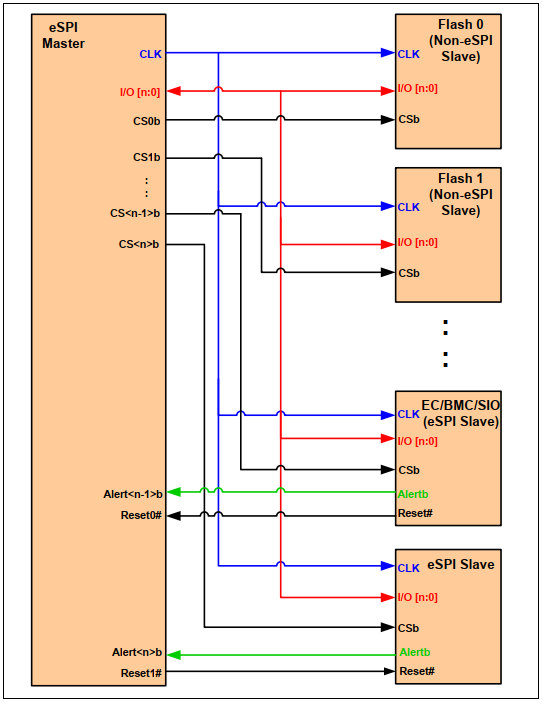 eSPI
Master
CLK
I/O [n:0]
CS0b
CS1b
:
:
CS<n-1>b
CS<n>b
Alert<n-1>b
Reset0#
Alert<n>b
Reset1#
Flash 0
(Non-eSPI
Slave)
CLK
I/O [n:0]
CSb
Flash 1
(Non-eSPI
Slave)
CLK
I/O [n:0]
CSb
:
:
EC/BMC/SIO
(eSPI Slave)
CLK
I/O [n:0]
CSb
Alertb
Reset#
eSPI Slave
CLK
I/O [n:0]
CSb
Alertb
Reset#